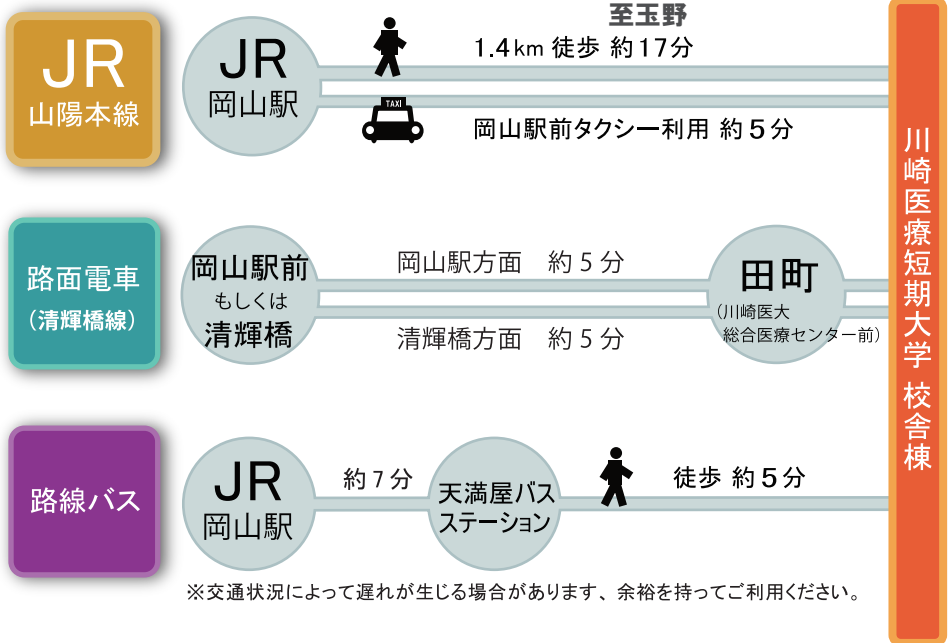 至玉野
JR
山陽本線
JR
岡山駅
1.4km 徒歩 約17分
TAXI
岡山駅前タクシー利用 約5分
路面電車
(清輝橋線)
岡山駅前
もしくは
清輝橋
岡山駅方面 約5分
清輝橋方面 約5分
田町
(川崎医大
総合医療センター前)
路線バス
JR
岡山駅
約7分
天満屋バス
ステーション
徒歩 約5分
川崎医療短期大学 校舎棟
※交通状況によって遅れが生じる場合があります、余裕を持ってご利用ください。